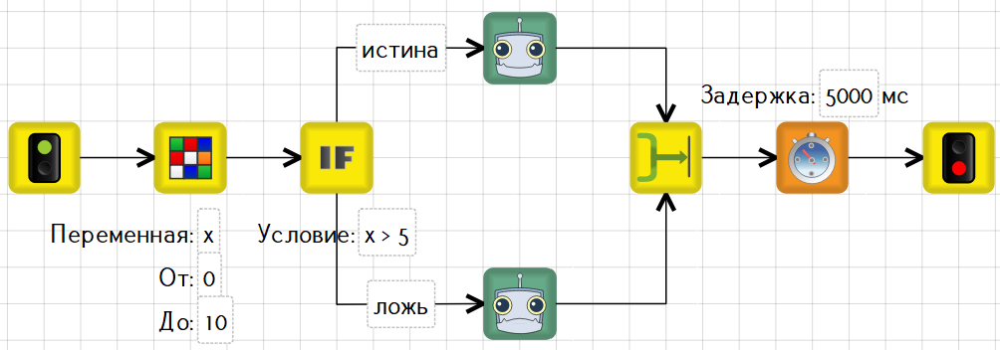 истина
Задержка: 5000 мс
IF
Переменная: x
Условие: x > 5
От: 0
До: 10
ложь